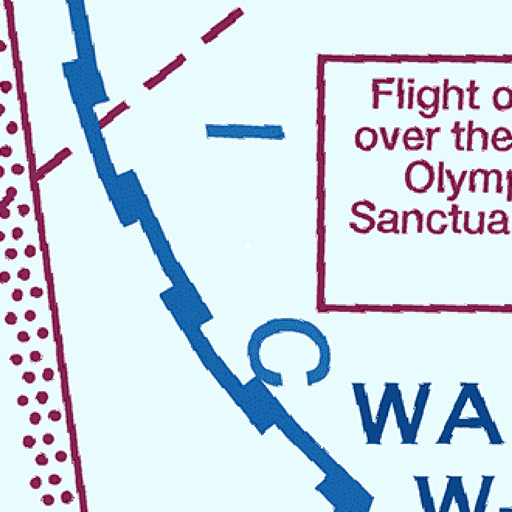 Flight o
over the
Olymp
Sanctua
C
WA
W-